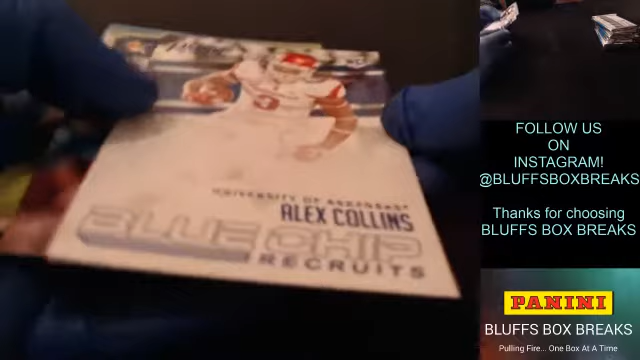 UNIVERSITY OF ARKANSAS
ALEX COLLINS
BLUE CHIP
RECRUITS
FOLLOW US
ON
INSTAGRAM!
@BLUFFSBOXBREAKS
Thanks for choosing
BLUFFS BOX BREAKS
PANINI
BLUFFS BOX BREAKS
Pulling Fire... One Box At A Time